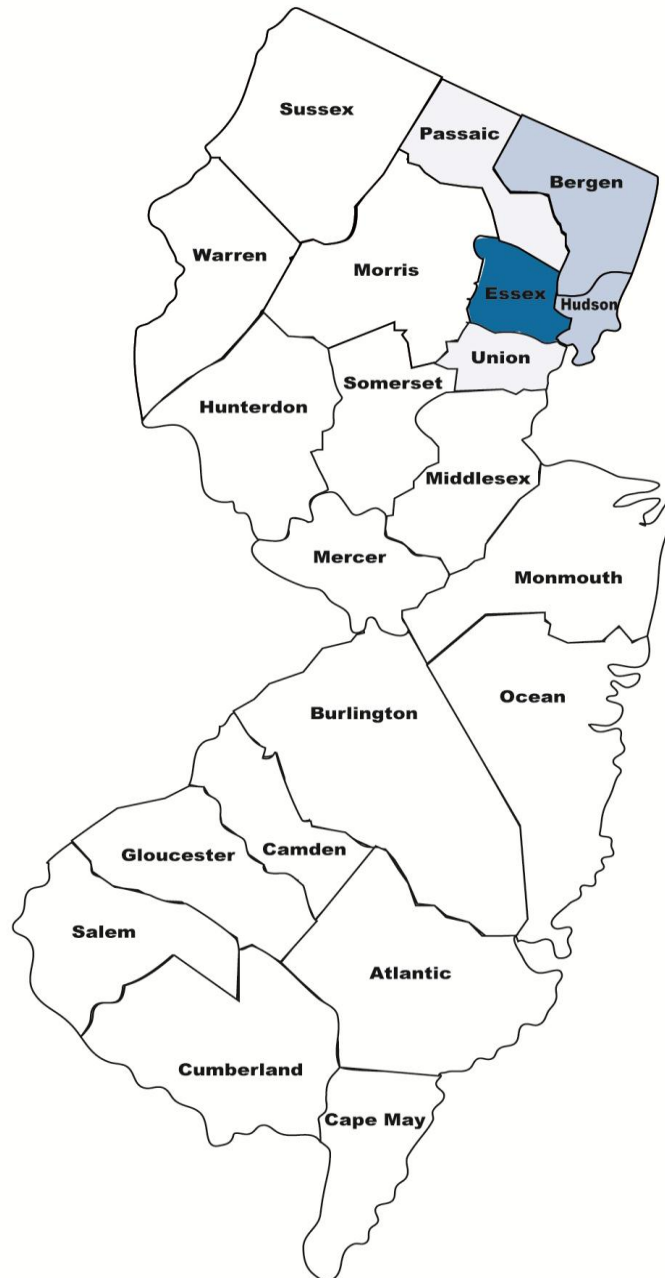 Sussex
Passaic
Bergen
Warren
Morris
Essex
Hudson
Union
Somerset
Hunterdon
Middlesex
Mercer
Monmouth
Ocean
Burlington
Camden
Gloucester
Salem
Atlantic
Cumberland
Cape May